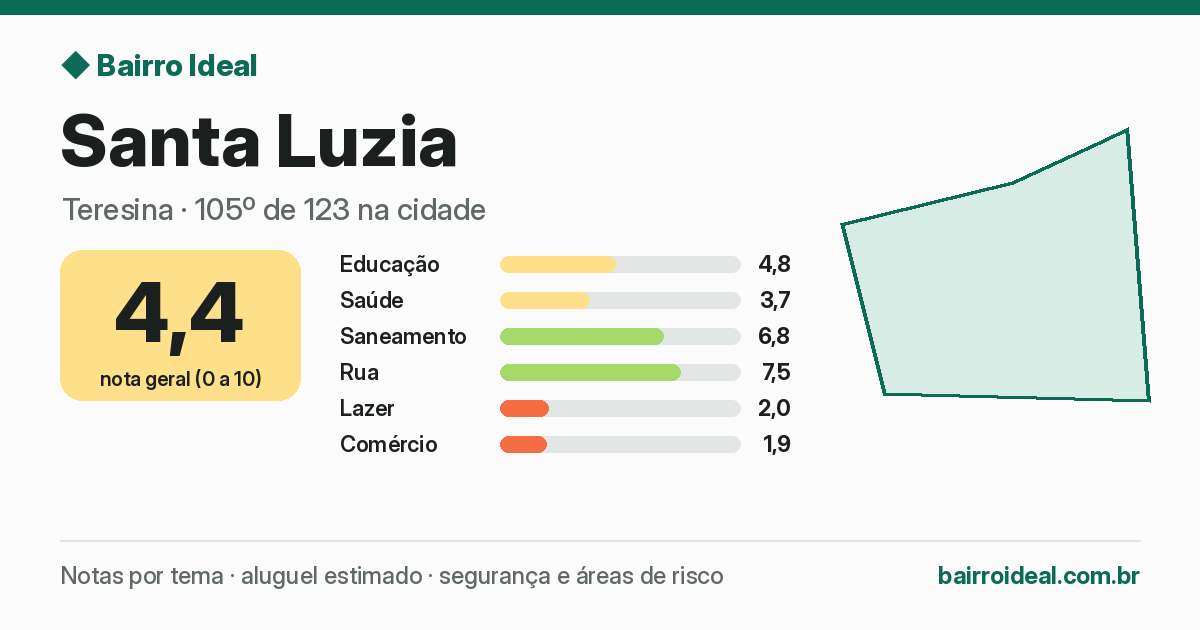 Bairro Ideal
Santa Luzia
Teresina · 105º de 123 na cidade
4,4
nota geral (0 a 10)
Educação 4,8
Saúde 3,7
Saneamento 6,8
Rua 7,5
Lazer 2,0
Comércio 1,9
Notas por tema · aluguel estimado · segurança e áreas de risco
bairroideal.com.br